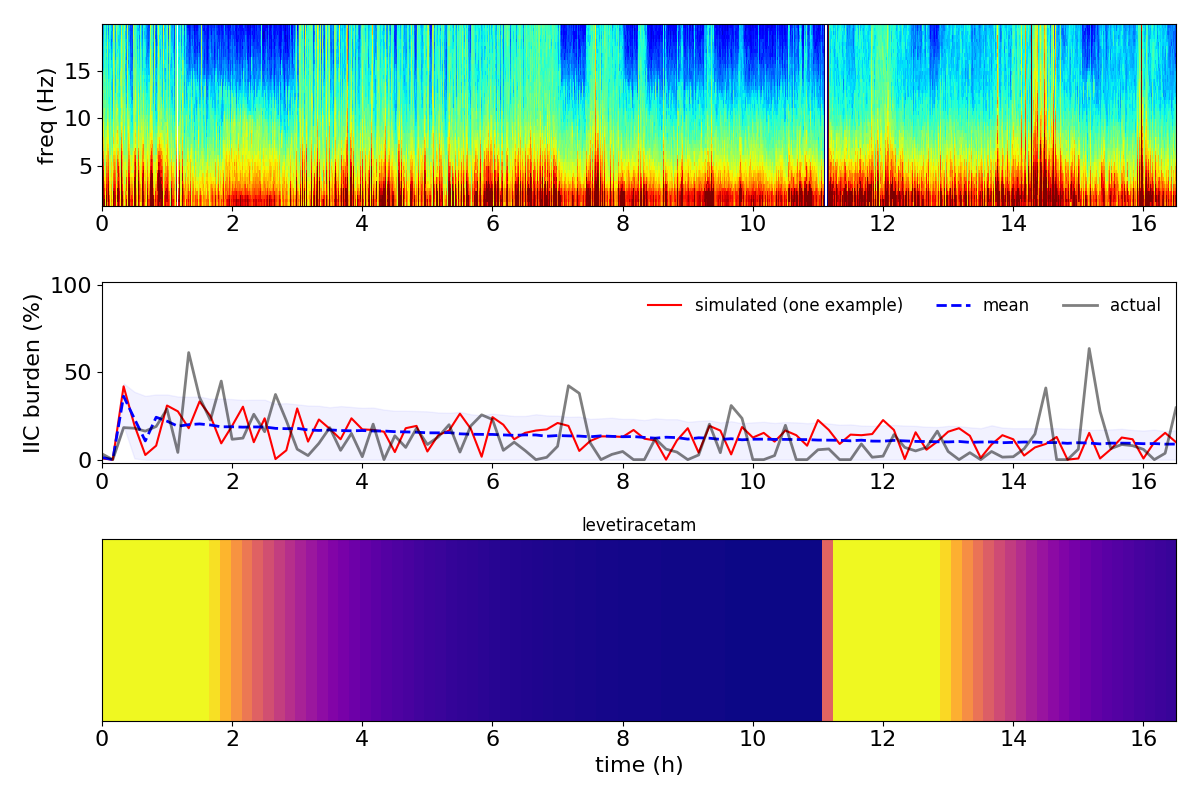 freq (Hz)
15
10
5
0 2 4 6 8 10 12 14 16
IIC burden (%)
100
50
0
simulated (one example) mean actual
0 2 4 6 8 10 12 14 16
levetiracetam
0 2 4 6 8 10 12 14 16
time (h)